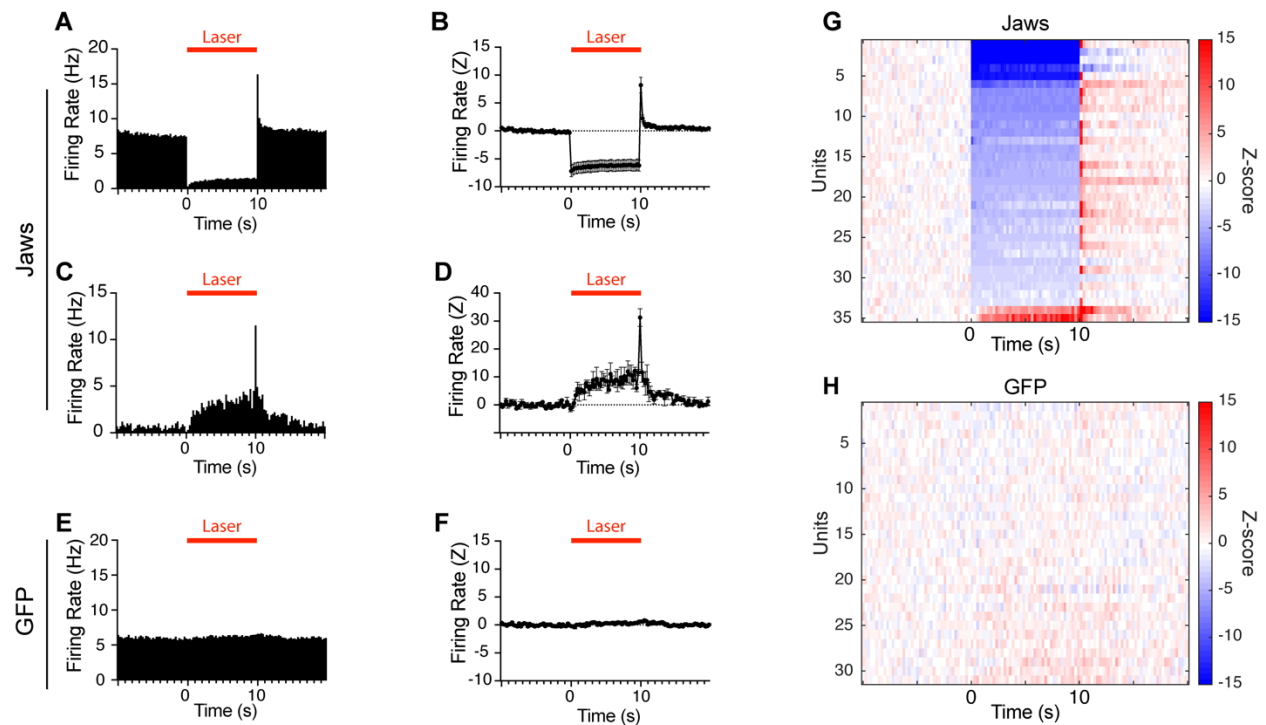 A
Laser
Firing Rate (Hz)
20
15
10
5
0
0
10
Time (s)
B
Laser
Firing Rate (Z)
15
10
5
0
-5
-10
0
10
Time (s)
Jaws
C
Laser
Firing Rate (Hz)
15
10
5
0
0
10
Time (s)
D
Laser
Firing Rate (Z)
40
30
20
10
0
0
10
Time (s)
GFP
E
Laser
Firing Rate (Hz)
20
15
10
5
0
0
10
Time (s)
F
Laser
Firing Rate (Z)
15
10
5
0
-5
-10
0
10
Time (s)
G
Jaws
Units
5
10
15
20
25
30
35
0
10
Time (s)
15
10
5
0
-5
-10
-15
Z-score
H
GFP
Units
5
10
15
20
25
30
0
10
Time (s)
15
10
5
0
-5
-10
-15
Z-score